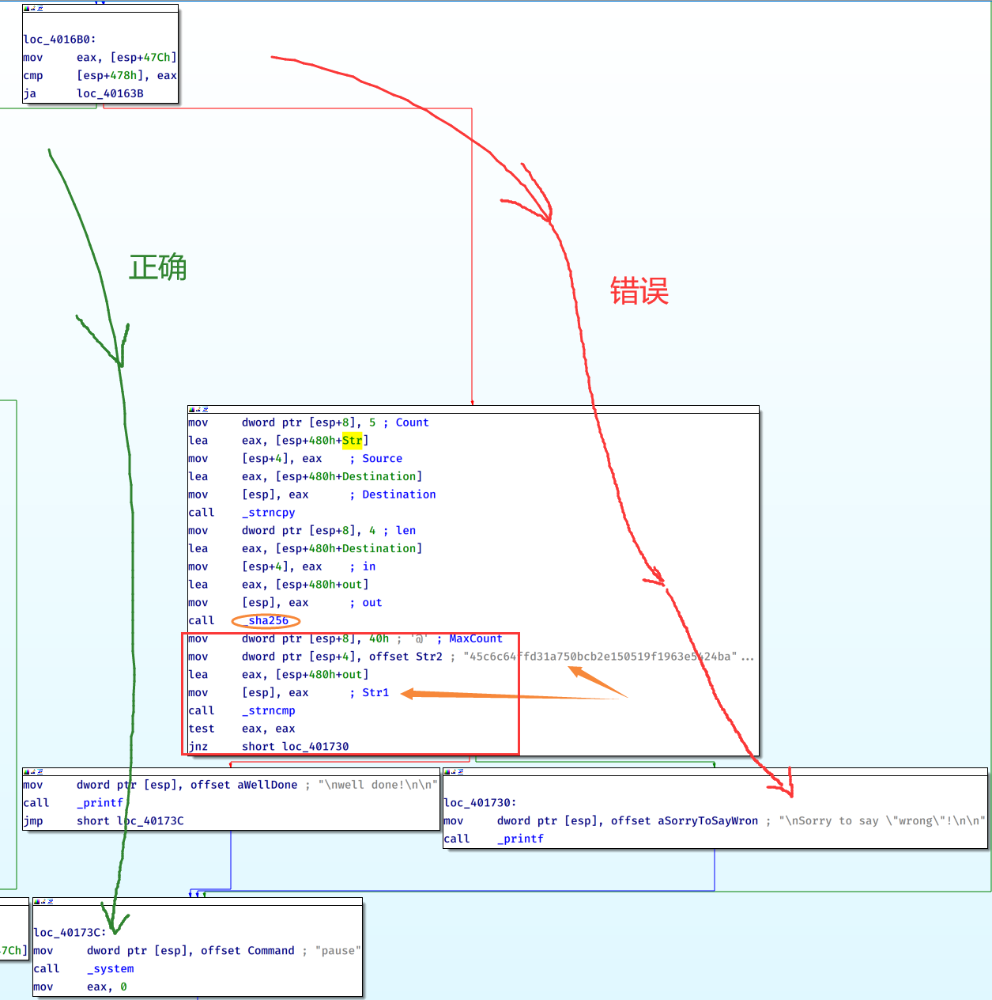 loc_4016B0:
mov eax, [esp+47Ch]
cmp [esp+478h], eax
ja loc_40163B
正确
错误
mov dword ptr [esp+8], 5 ; Count
lea eax, [esp+480h+Str]
mov [esp+4], eax ; Source
lea eax, [esp+480h+Destination]
mov [esp], eax ; Destination
call _strncpy
mov dword ptr [esp+8], 4 ; len
lea eax, [esp+480h+Destination]
mov [esp+4], eax ; in
lea eax, [esp+480h+out]
mov [esp], eax ; out
call _sha256
mov dword ptr [esp+8], 40h ; '@' ; MaxCount
mov dword ptr [esp+4], offset Str2 ; "45c6c64ffd31a750bcb2e150519f1963e5424ba"...
lea eax, [esp+480h+out]
mov [esp], eax ; Str1
call _strncmp
test eax, eax
jnz short loc_401730
mov dword ptr [esp], offset aWellDone ; "\nwell done!\n\n"
call _printf
jmp short loc_40173C
loc_401730:
mov dword ptr [esp], offset aSorryToSayWron ; "\nSorry to say \"wrong\"!\n\n"
call _printf
7Ch]
loc_40173C:
mov dword ptr [esp], offset Command ; "pause"
call _system
mov eax, 0